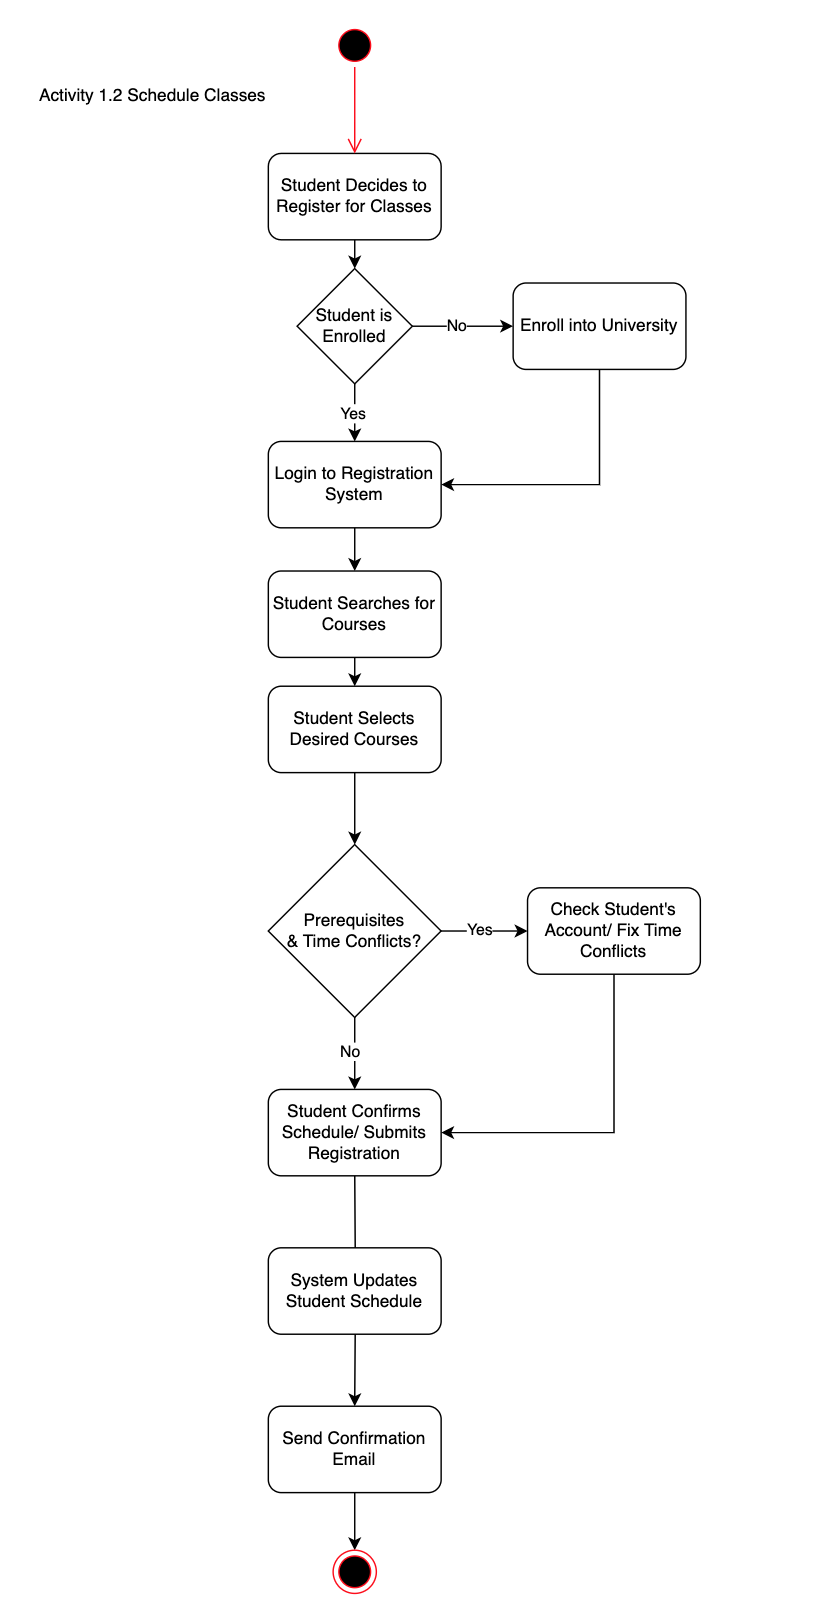 Activity 1.2 Schedule Classes
Student Decides to
Register for Classes
Student is
Enrolled
No
Enroll into University
Yes
Login to Registration
System
Student Searches for
Courses
Student Selects
Desired Courses
Prerequisites
& Time Conflicts?
Yes
Check Student's
Account/ Fix Time
Conflicts
No
Student Confirms
Schedule/ Submits
Registration
System Updates
Student Schedule
Send Confirmation
Email